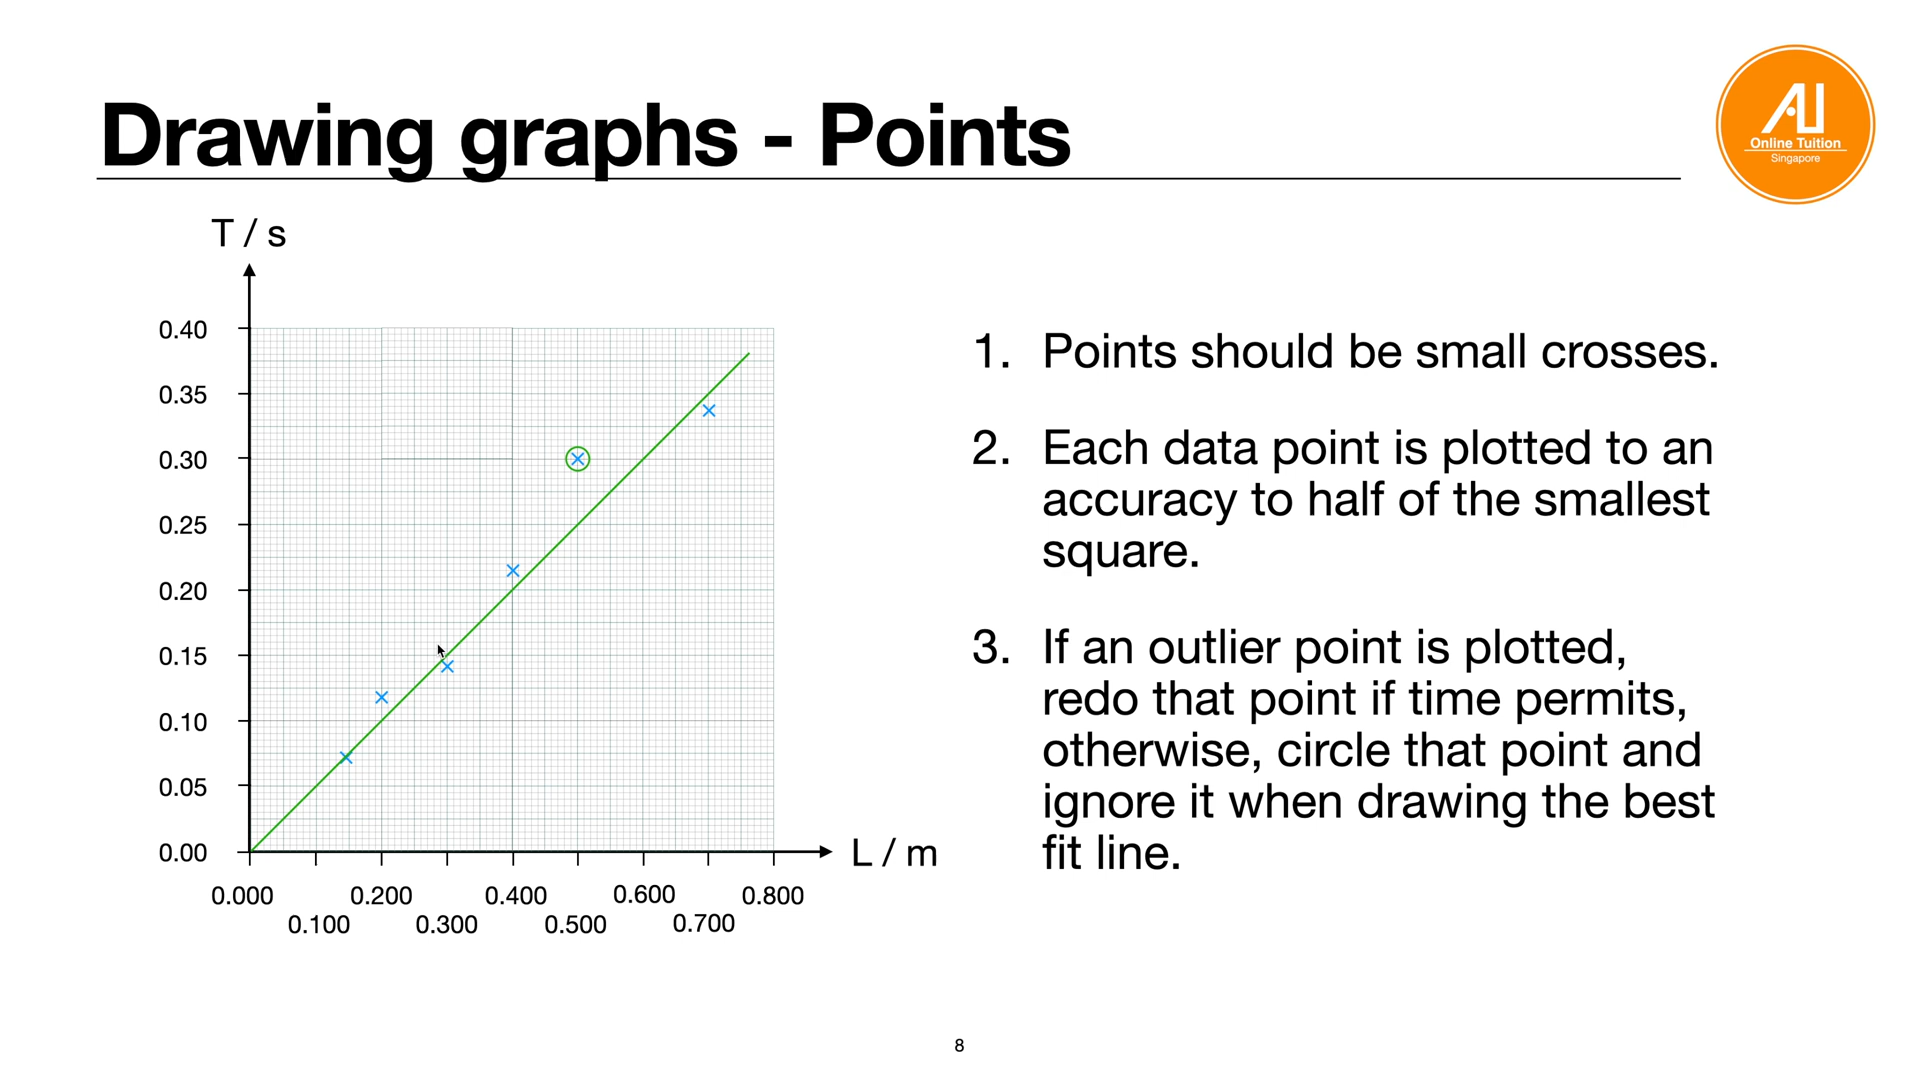 Drawing graphs - Points
AU
Online Tuition
Singapore
T / s
0.40
0.35
0.30
0.25
0.20
0.15
0.10
0.05
0.00
L / m
0.000
0.100
0.200
0.300
0.400
0.500
0.600
0.700
0.800
1. Points should be small crosses.
2. Each data point is plotted to an
accuracy to half of the smallest
square.
3. If an outlier point is plotted,
redo that point if time permits,
otherwise, circle that point and
ignore it when drawing the best
fit line.
8